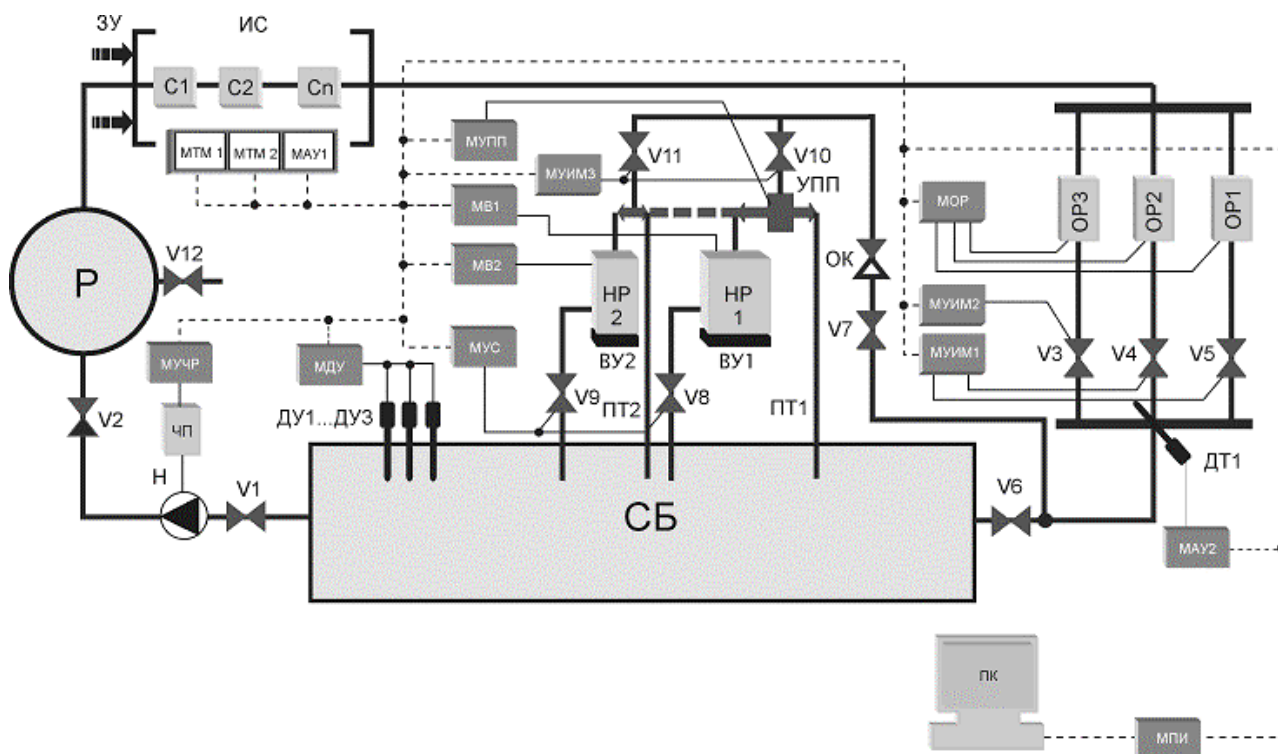 ЗУ
ИС
С1
С2
Сп
МТМ 1
МТМ 2
МАУ1
МУПП
V11
V10
МУИМ3
УПП
МВ1
МОР
ОР3
ОР2
ОР1
Р
V12
МВ2
НР 2
НР 1
ОК
МУИМ2
V7
МУЧР
МДУ
МУС
ВУ2
ВУ1
МУИМ1
V3
V4
V5
V2
ЧП
ДУ1...ДУ3
V9
ПТ2
V8
ПТ1
ДТ1
Н
V1
СБ
V6
МАУ2
ПК
МПИ